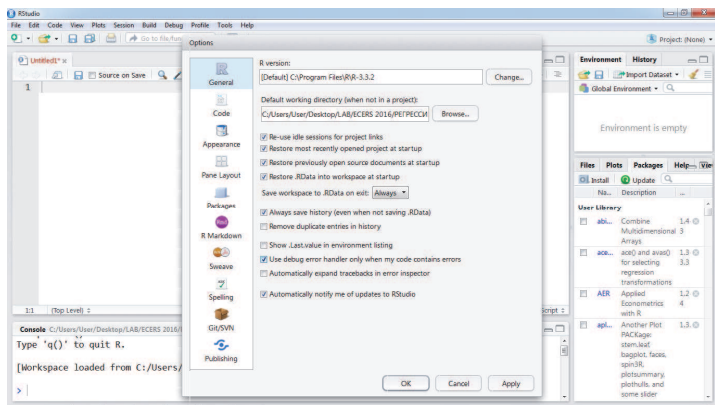 RStudio
File Edit Code View Plots Session Build Debug Profile Tools Help
Go to file/fun
Project: (None)
Options
Untitled1*
Source on Save
1
1:1 (Top Level)
Script
Console C:/Users/User/Desktop/LAB/ECERS 2016/
Type 'q()' to quit R.
[Workspace loaded from C:/Users/
>
General
Code
Appearance
Pane Layout
Packages
R Markdown
Sweave
Spelling
Git/SVN
Publishing
R version:
[Default] C:\Program Files\R\R-3.3.2
Change...
Default working directory (when not in a project):
C:/Users/User/Desktop/LAB/ECERS 2016/РЕГРЕССИ
Browse...
Re-use idle sessions for project links
Restore most recently opened project at startup
Restore previously open source documents at startup
Restore .RData into workspace at startup
Save workspace to .RData on exit: Always
Always save history (even when not saving .RData)
Remove duplicate entries in history
Show .Last.value in environment listing
Use debug error handler only when my code contains errors
Automatically expand tracebacks in error inspector
Automatically notify me of updates to RStudio
OK Cancel Apply
Environment History
Import Dataset
Global Environment
Environment is empty
Files Plots Packages Help Vie
Install Update
Na... Description ...
User Library
abi... Combine 1.4
Multidimensional 3
Arrays
ace... ace() and avas() 1.3
for selecting 3.3
regression
transformations
AER Applied 1.2
Econometrics 4
with R
apl... Another Plot 1.3.
PACKage:
stem.leaf,
bagplot, faces,
spin3R,
plotsummary,
plothulls, and
some slider